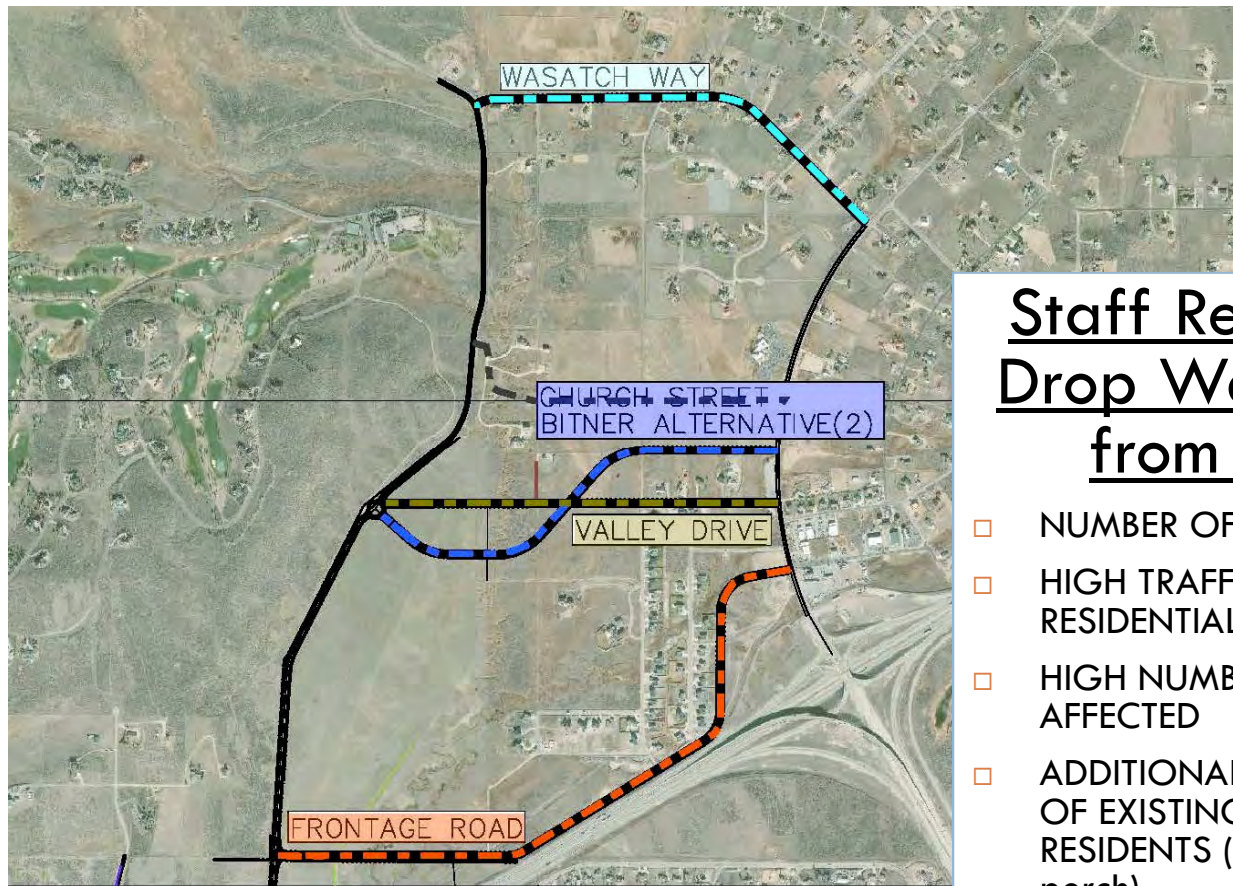 WASATCH WAY
CHURCH STREET
BITNER ALTERNATIVE(2)
VALLEY DRIVE
FRONTAGE ROAD
Staff Re
Drop Wa
from
NUMBER OF
HIGH TRAFF
RESIDENTIAL
HIGH NUMB
AFFECTED
ADDITIONAL
OF EXISTING
RESIDENTS (